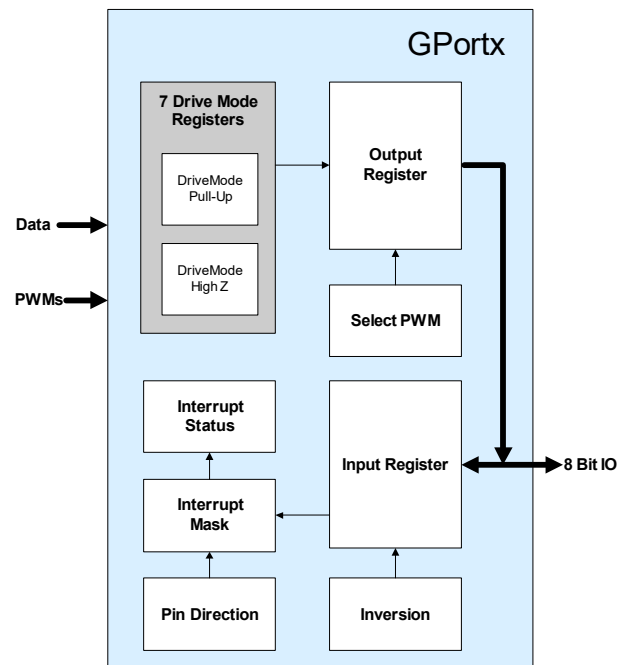 GPortx
7 Drive Mode
Registers
DriveMode
Pull-Up
DriveMode
High Z
Output
Register
Select PWM
Data
PWMs
Interrupt
Status
Interrupt
Mask
Pin Direction
Input Register
Inversion
8 Bit IO